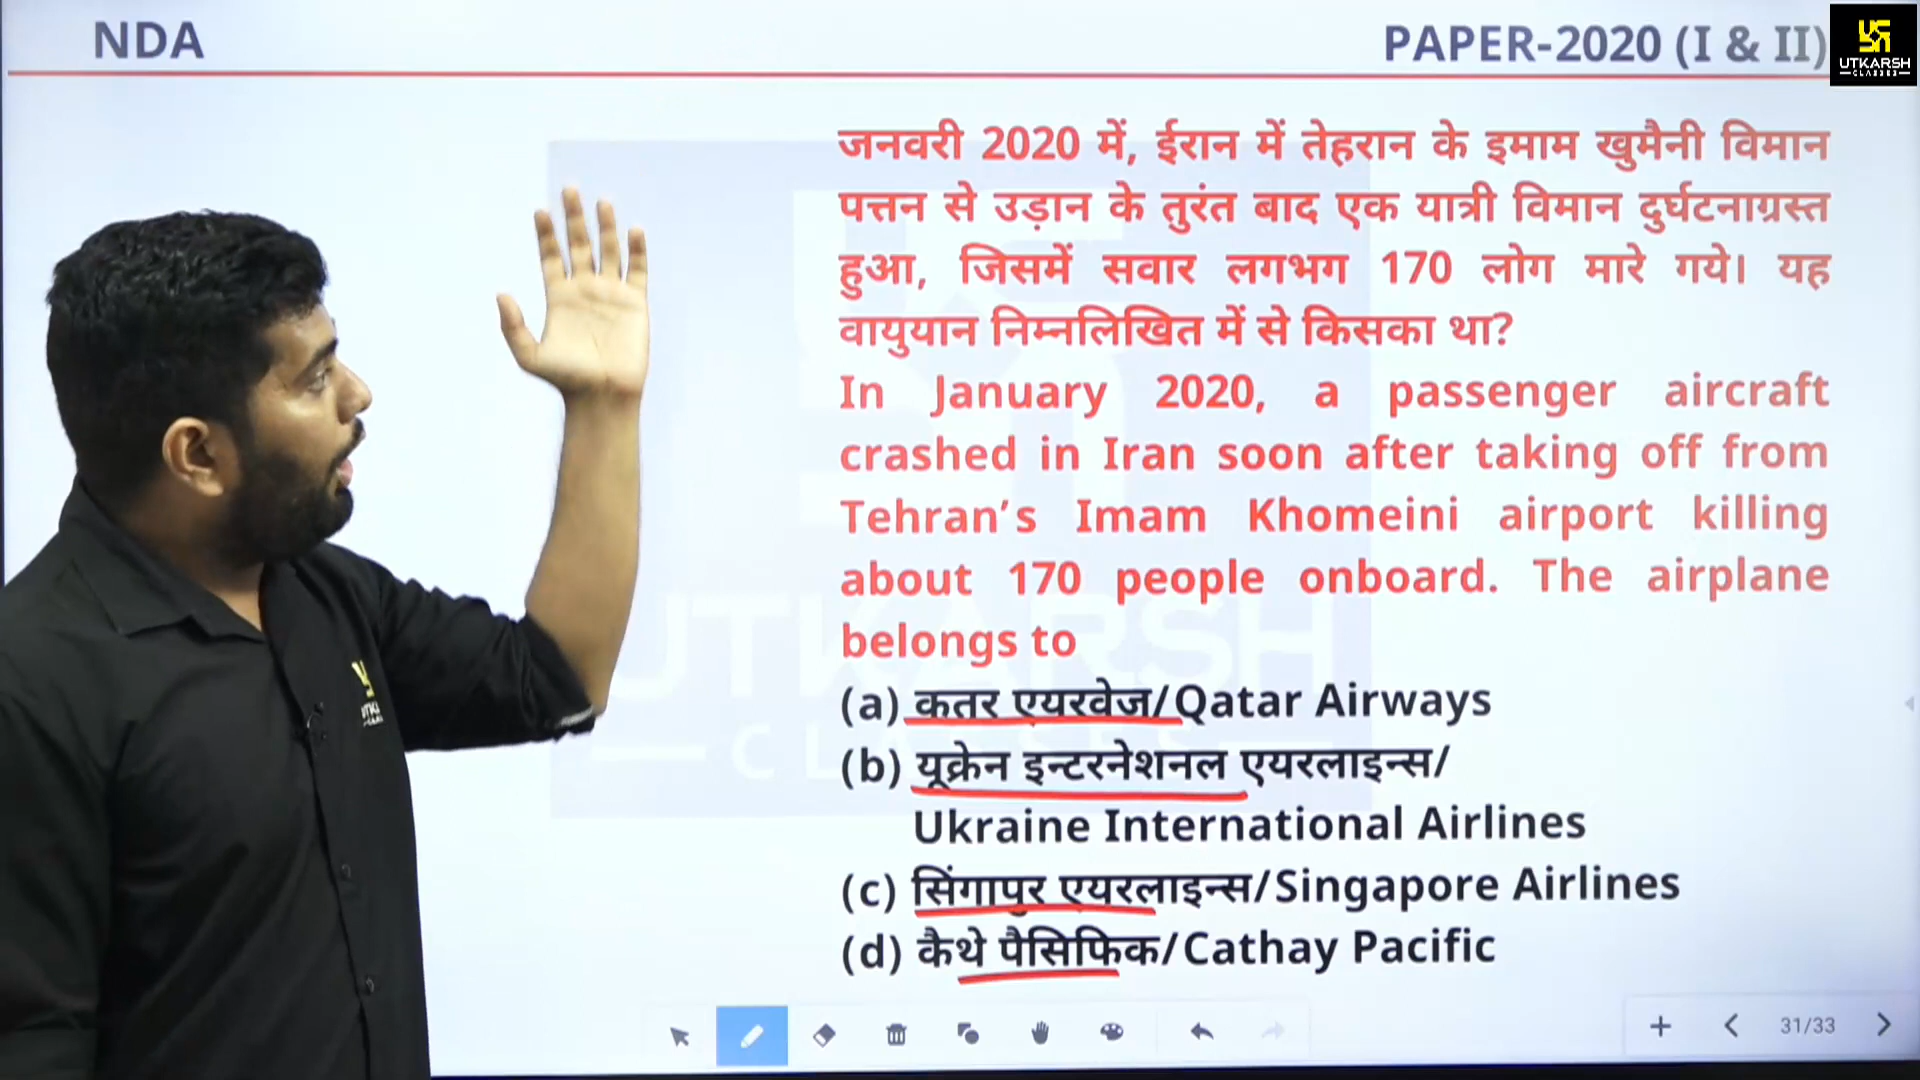 NDA
PAPER-2020 (I & II)
UTKARSH
CLASSES
जनवरी 2020 में, ईरान में तेहरान के इमाम खुमैनी विमान
पत्तन से उड़ान के तुरंत बाद एक यात्री विमान दुर्घटनाग्रस्त
हुआ, जिसमें सवार लगभग 170 लोग मारे गये। यह
वायुयान निम्नलिखित में से किसका था?
In January 2020, a passenger aircraft
crashed in Iran soon after taking off from
Tehran’s Imam Khomeini airport killing
about 170 people onboard. The airplane
belongs to
(a) कतर एयरवेज/Qatar Airways
(b) यूक्रेन इन्टरनेशनल एयरलाइन्स/
Ukraine International Airlines
(c) सिंगापुर एयरलाइन्स/Singapore Airlines
(d) कैथे पैसिफिक/Cathay Pacific
UTKARSH
CLASSES
31/33